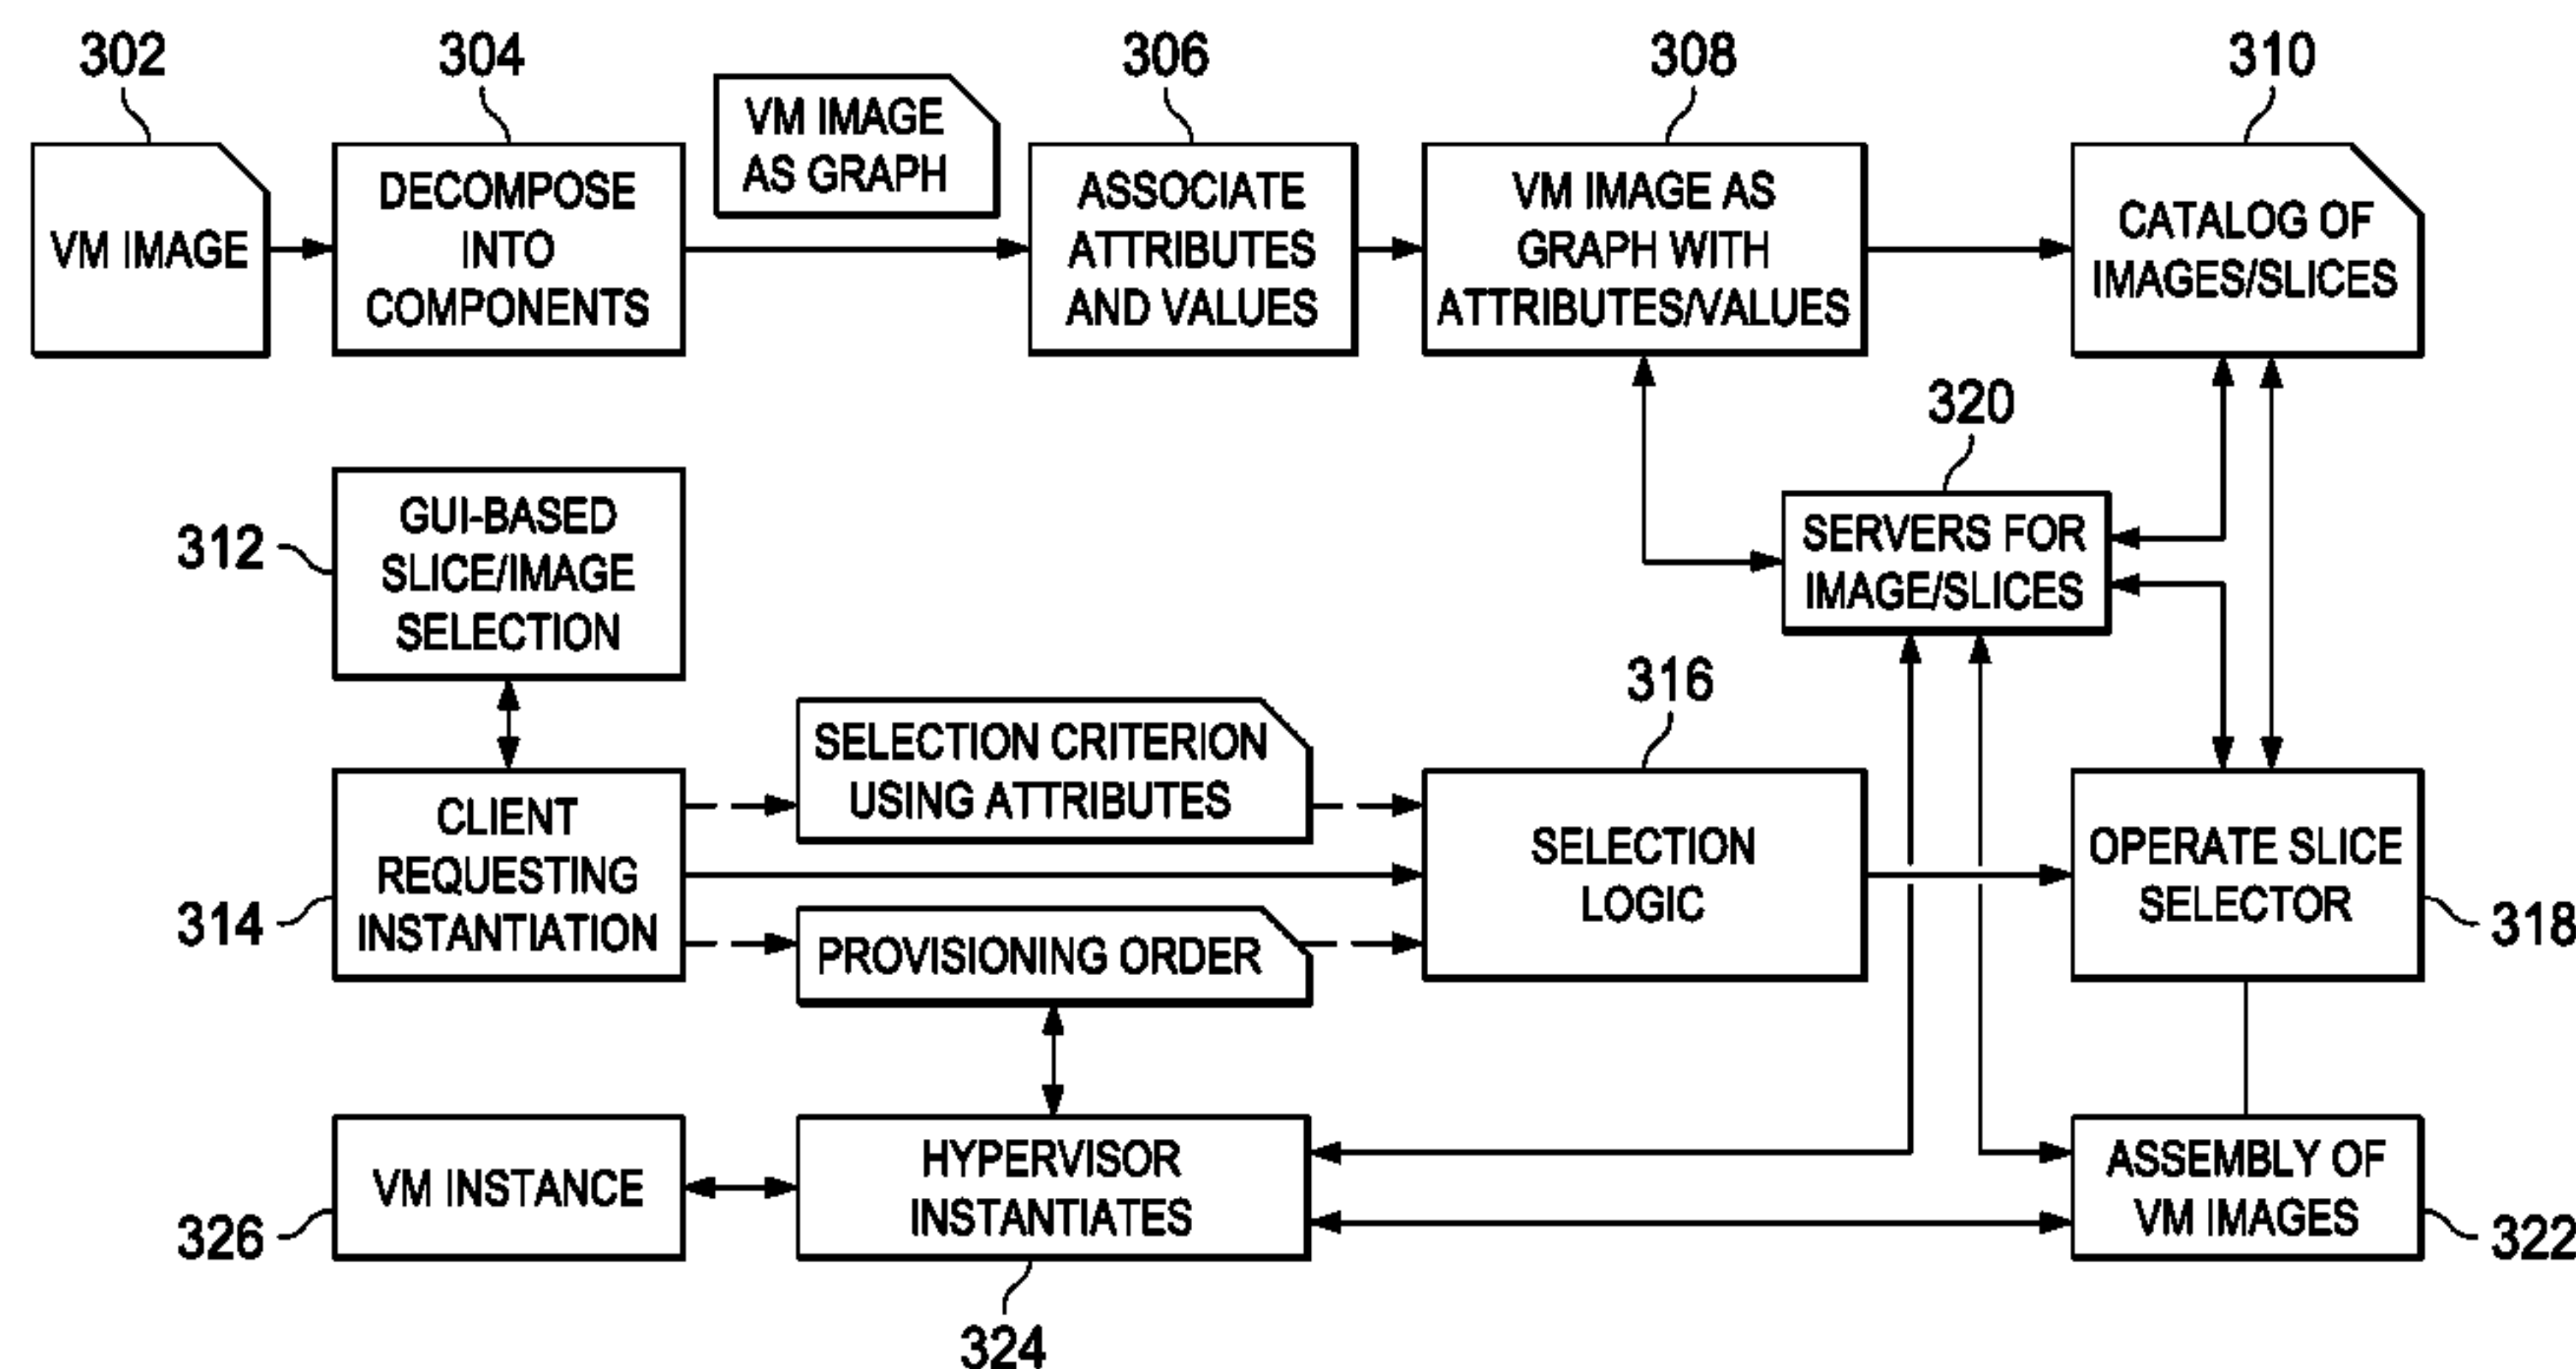 302
304
306
308
310
VM IMAGE
DECOMPOSE
INTO
COMPONENTS
VM IMAGE
AS GRAPH
ASSOCIATE
ATTRIBUTES
AND VALUES
VM IMAGE AS
GRAPH WITH
ATTRIBUTES/VALUES
CATALOG OF
IMAGES/SLICES
320
SERVERS FOR
IMAGE/SLICES
312
GUI-BASED
SLICE/IMAGE
SELECTION
314
CLIENT
REQUESTING
INSTANTIATION
SELECTION CRITERION
USING ATTRIBUTES
PROVISIONING ORDER
316
SELECTION
LOGIC
OPERATE SLICE
SELECTOR
318
326
VM INSTANCE
HYPERVISOR
INSTANTIATES
324
ASSEMBLY OF
VM IMAGES
322